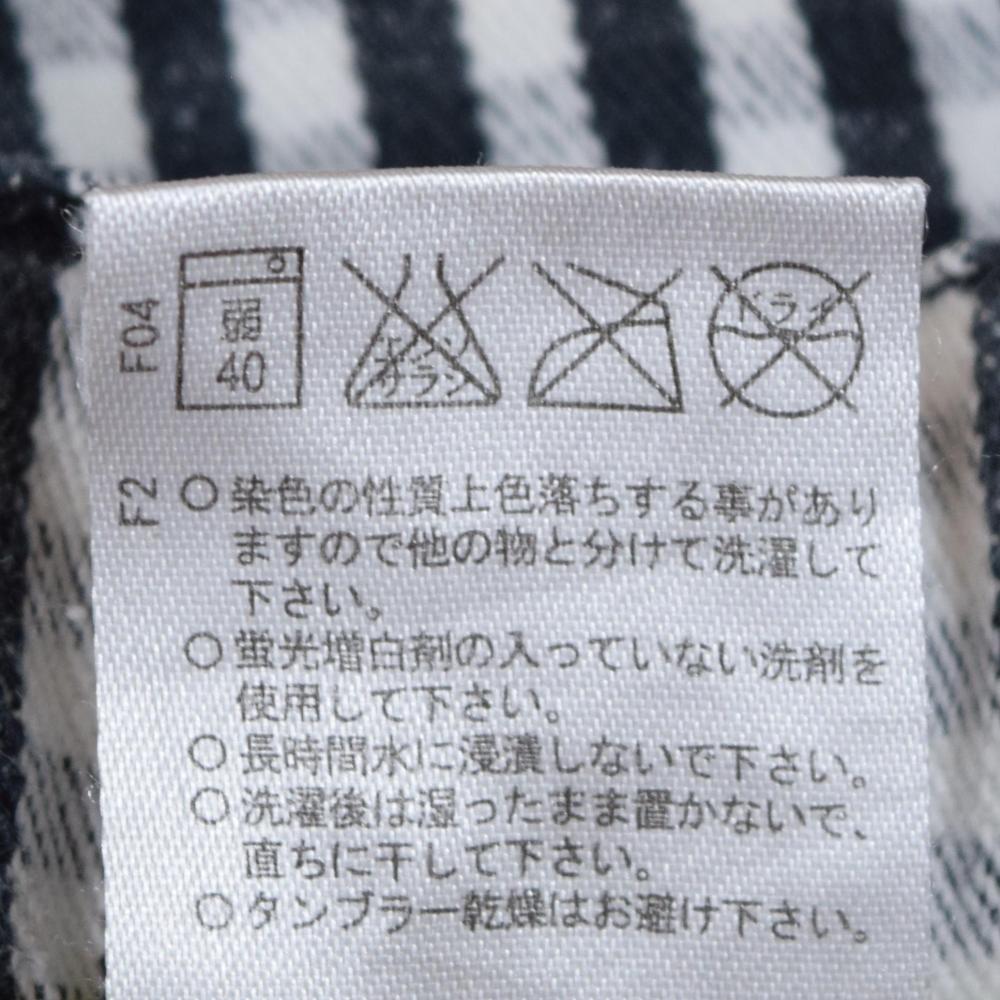 F04
弱
40
エンソ
サラシ
ドライ
F2
○ 染色の性質上色落ちする事があり
ますので他の物と分けて洗濯して
下さい。
○ 蛍光増白剤の入っていない洗剤を
使用して下さい。
○ 長時間水に浸漬しないで下さい。
○ 洗濯後は湿ったまま置かないで、
直ちに干して下さい。
○ タンブラー乾燥はお避け下さい。